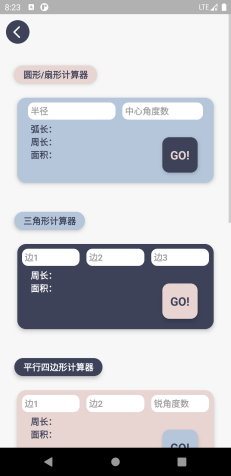 8:23 LTE
圆形/扇形计算器
半径 中心角度数
弧长:
周长:
面积:
GO!
三角形计算器
边1 边2 边3
周长:
面积:
GO!
平行四边形计算器
边1 边2 锐角度数
周长:
面积:
GO!